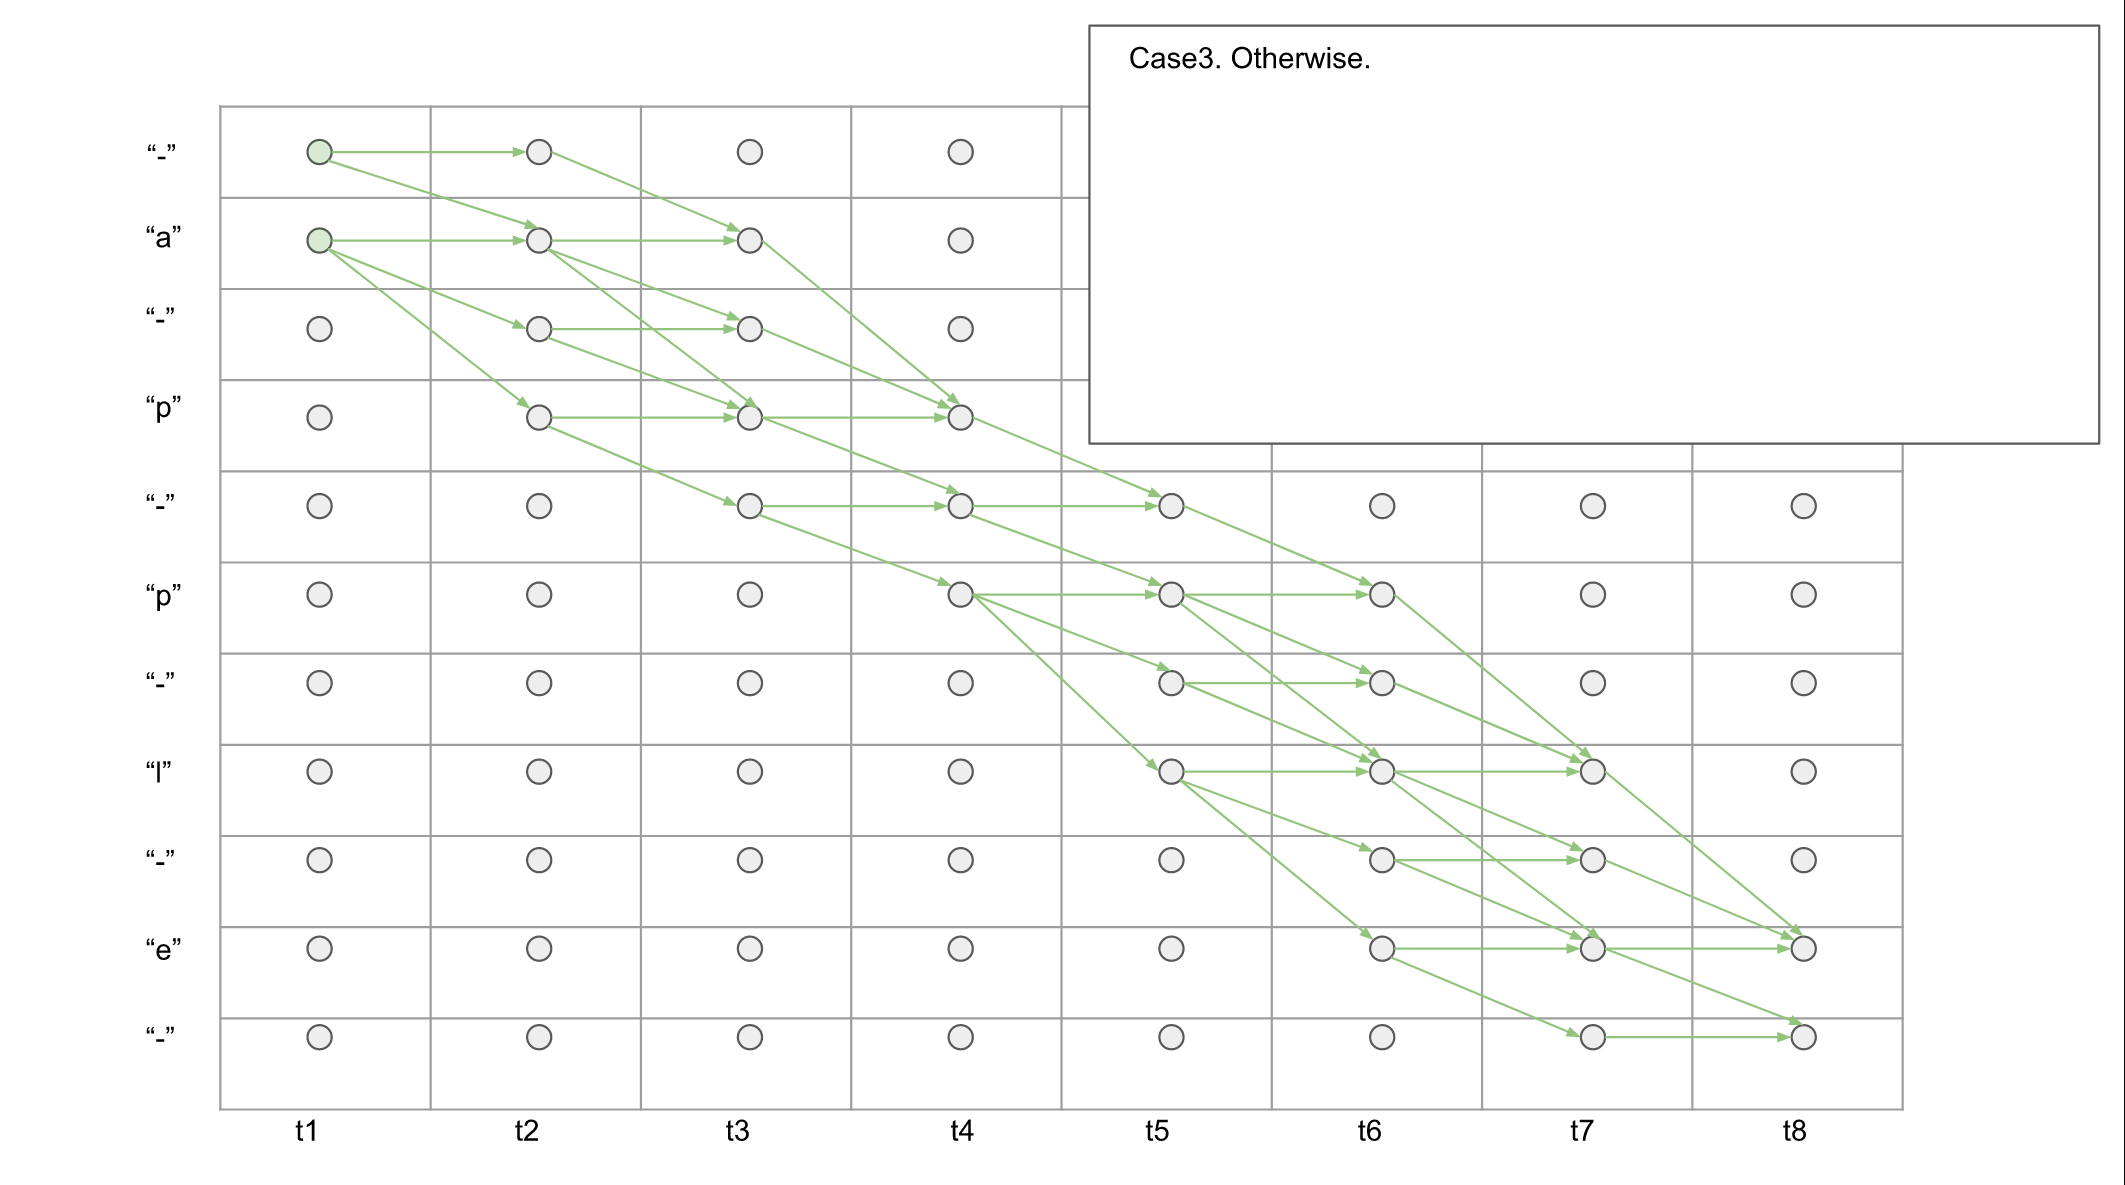 Case3. Otherwise.
“-”
“a”
“-”
“p”
“-”
“p”
“-”
“l”
“-”
“e”
“-”
t1 t2 t3 t4 t5 t6 t7 t8